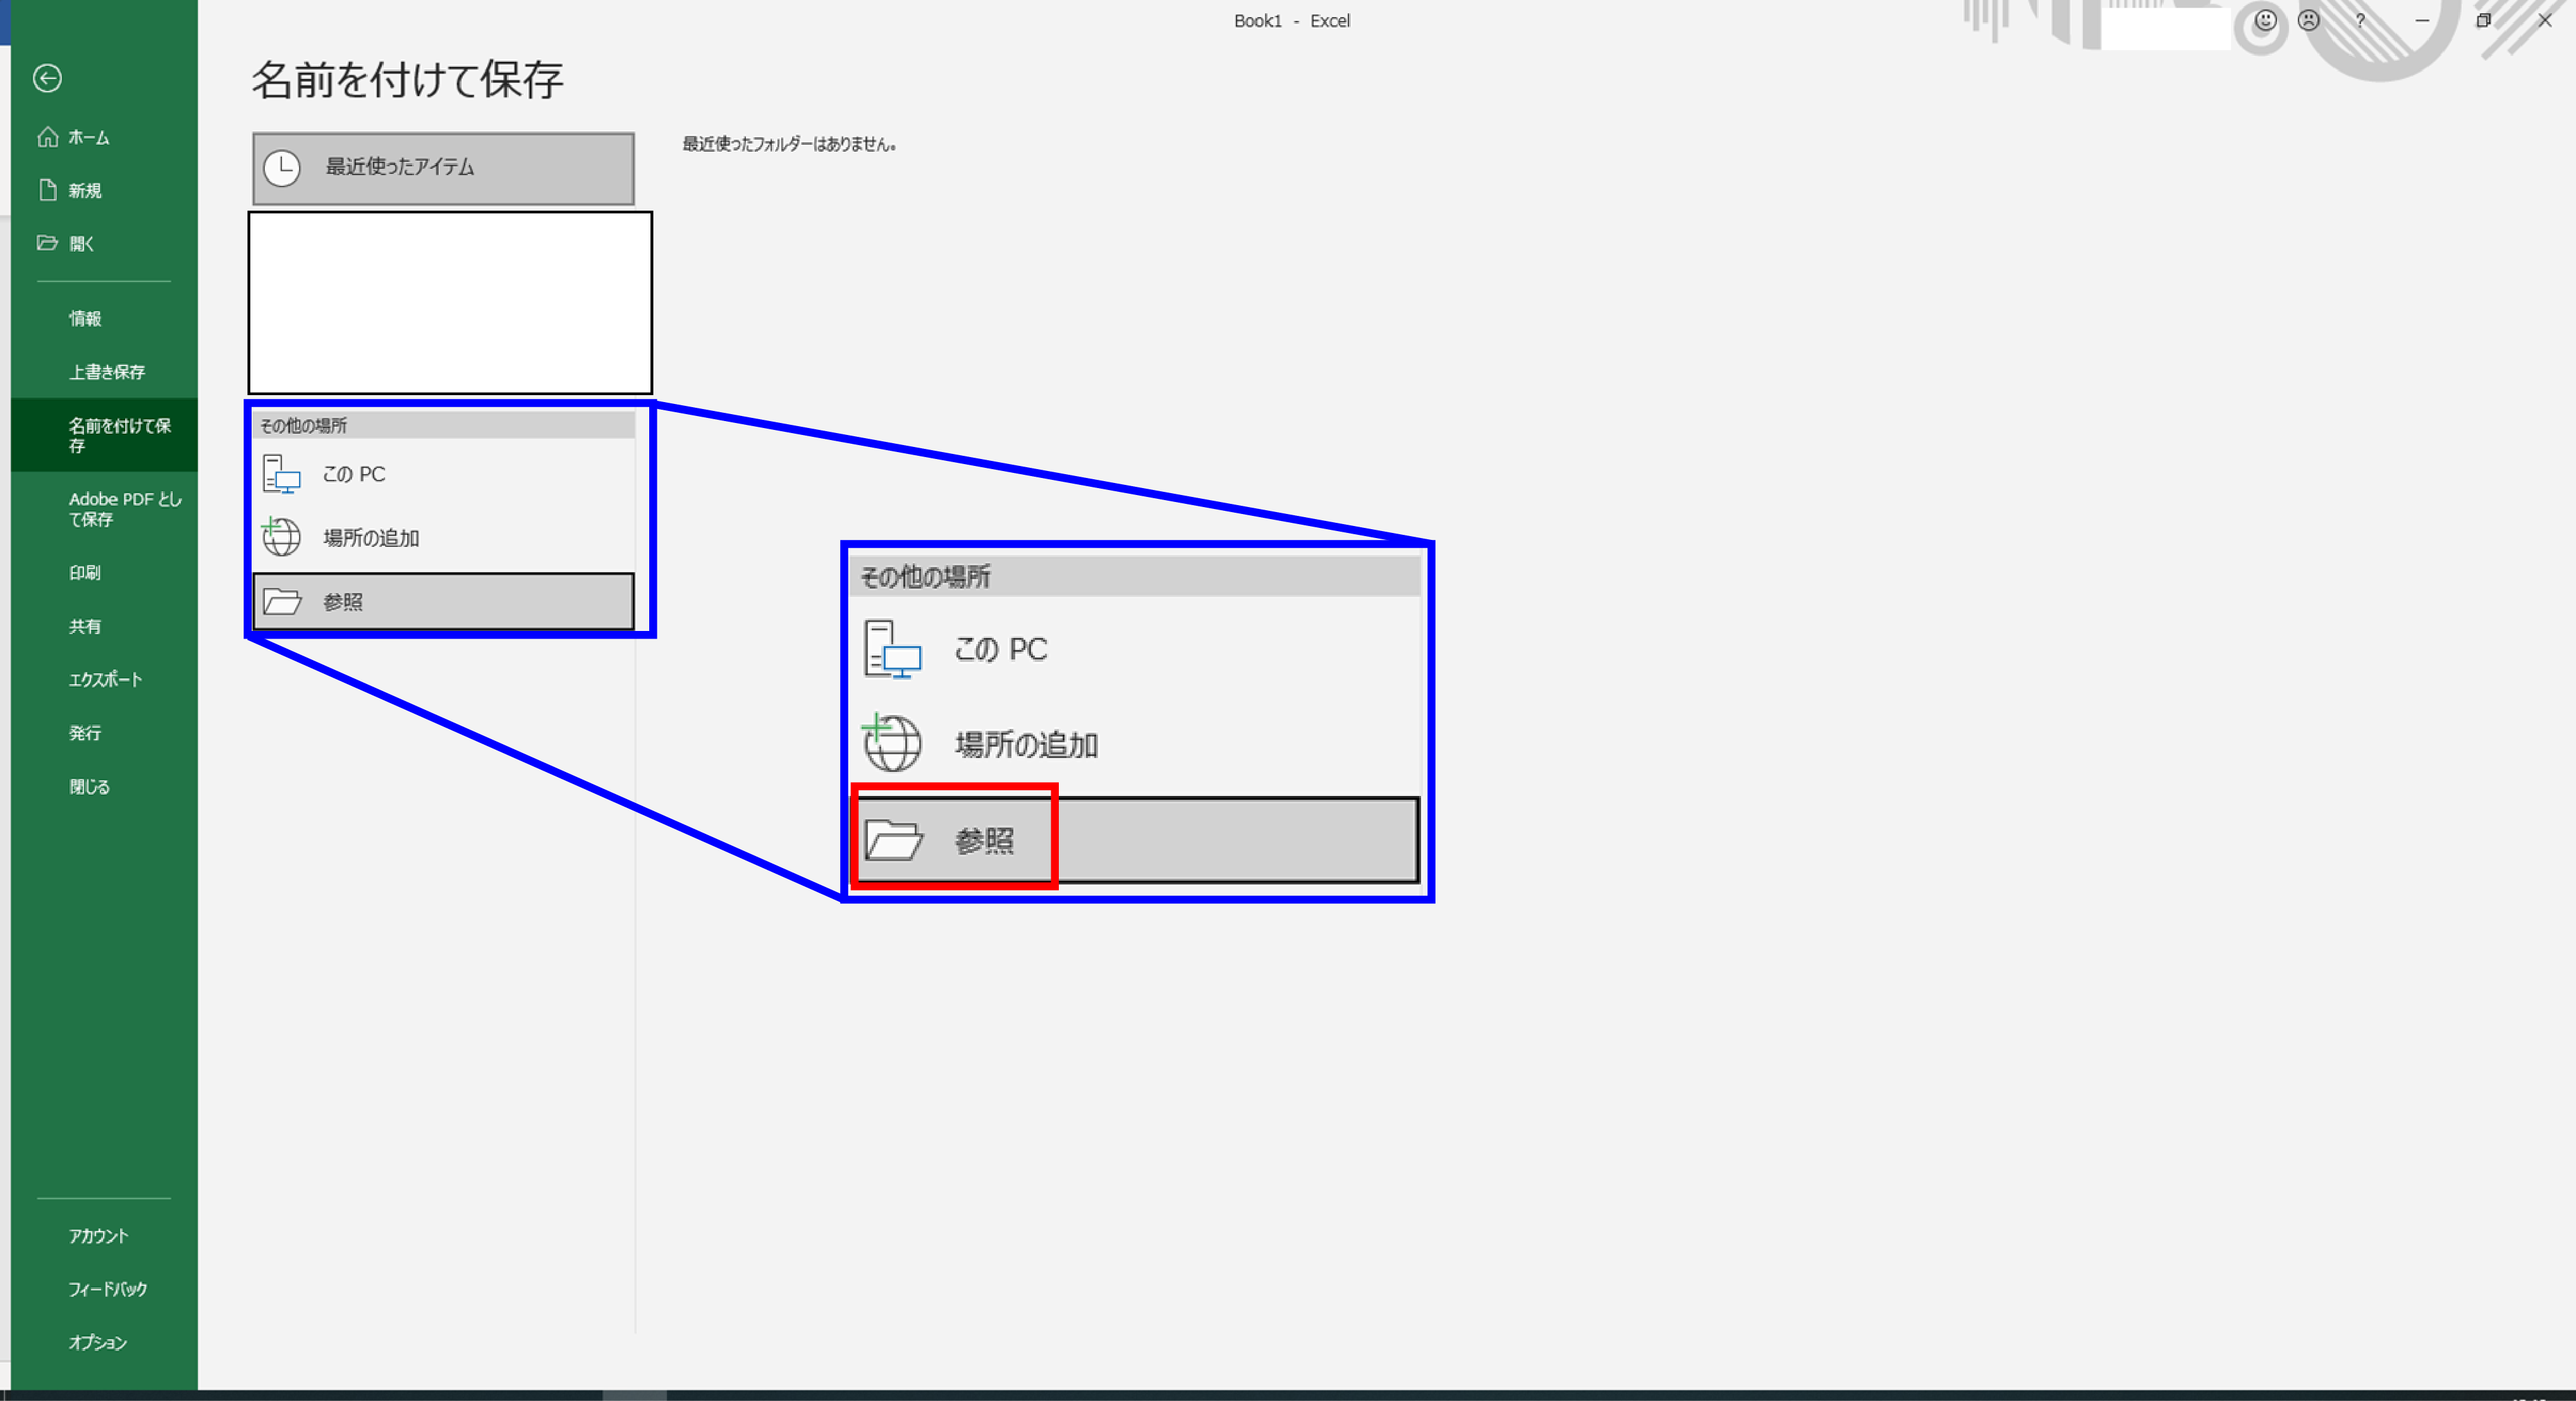 Book1 - Excel
?
名前を付けて保存
ホーム
新規
開く
情報
上書き保存
名前を付けて保
存
Adobe PDF とし
て保存
印刷
共有
エクスポート
発行
閉じる
アカウント
フィードバック
オプション
最近使ったアイテム
最近使ったフォルダーはありません。
その他の場所
この PC
場所の追加
参照
その他の場所
この PC
場所の追加
参照